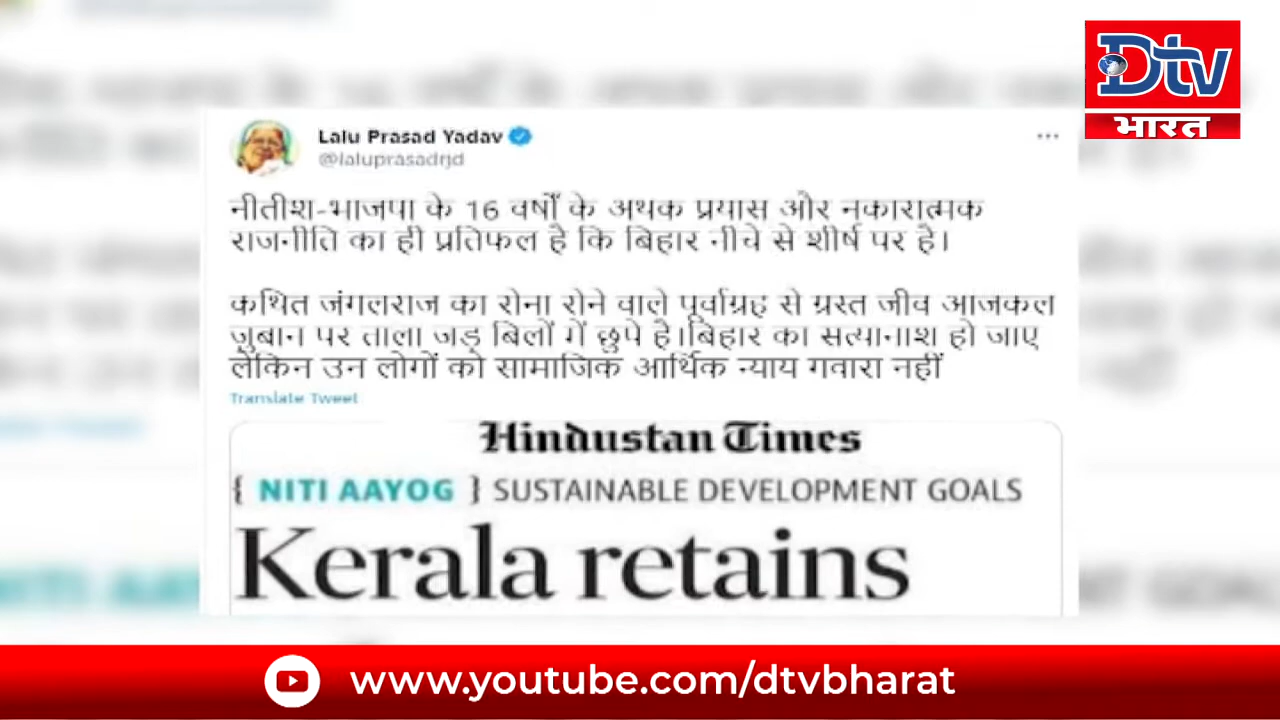 Dtv
भारत
Lalu Prasad Yadav
@laluprasadrjd
नीतीश-भाजपा के 16 वर्षों के अथक प्रयास और नकारात्मक
राजनीति का ही प्रतिफल है कि बिहार नीचे से शीर्ष पर है।
कथित जंगलराज का रोना रोने वाले पूर्वाग्रह से ग्रस्त जीव आजकल
जुबान पर ताला जड़ बिलों में छुपे है।बिहार का सत्यानाश हो जाए
लेकिन उन लोगों को सामाजिक आर्थिक न्याय गवारा नहीं
Translate Tweet
Hindustan Times
{ NITI AAYOG } SUSTAINABLE DEVELOPMENT GOALS
Kerala retains
www.youtube.com/dtvbharat